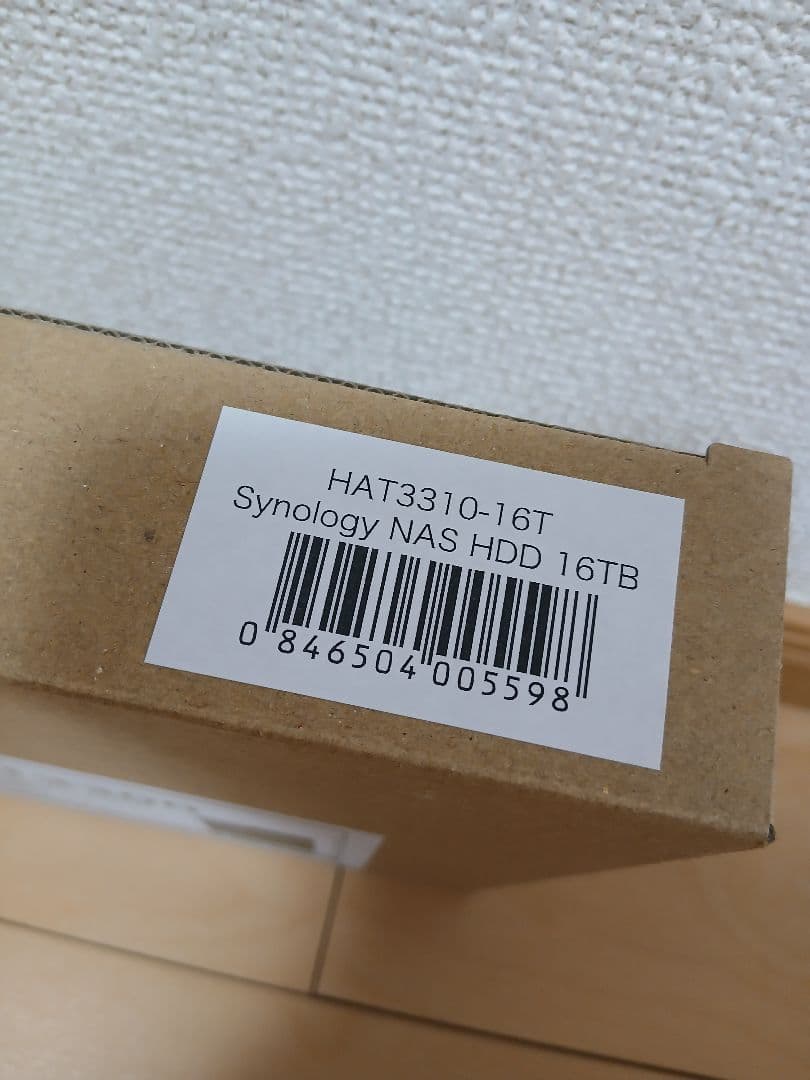 HAT3310-16T
Synology NAS HDD 16TB
0 846504 005598